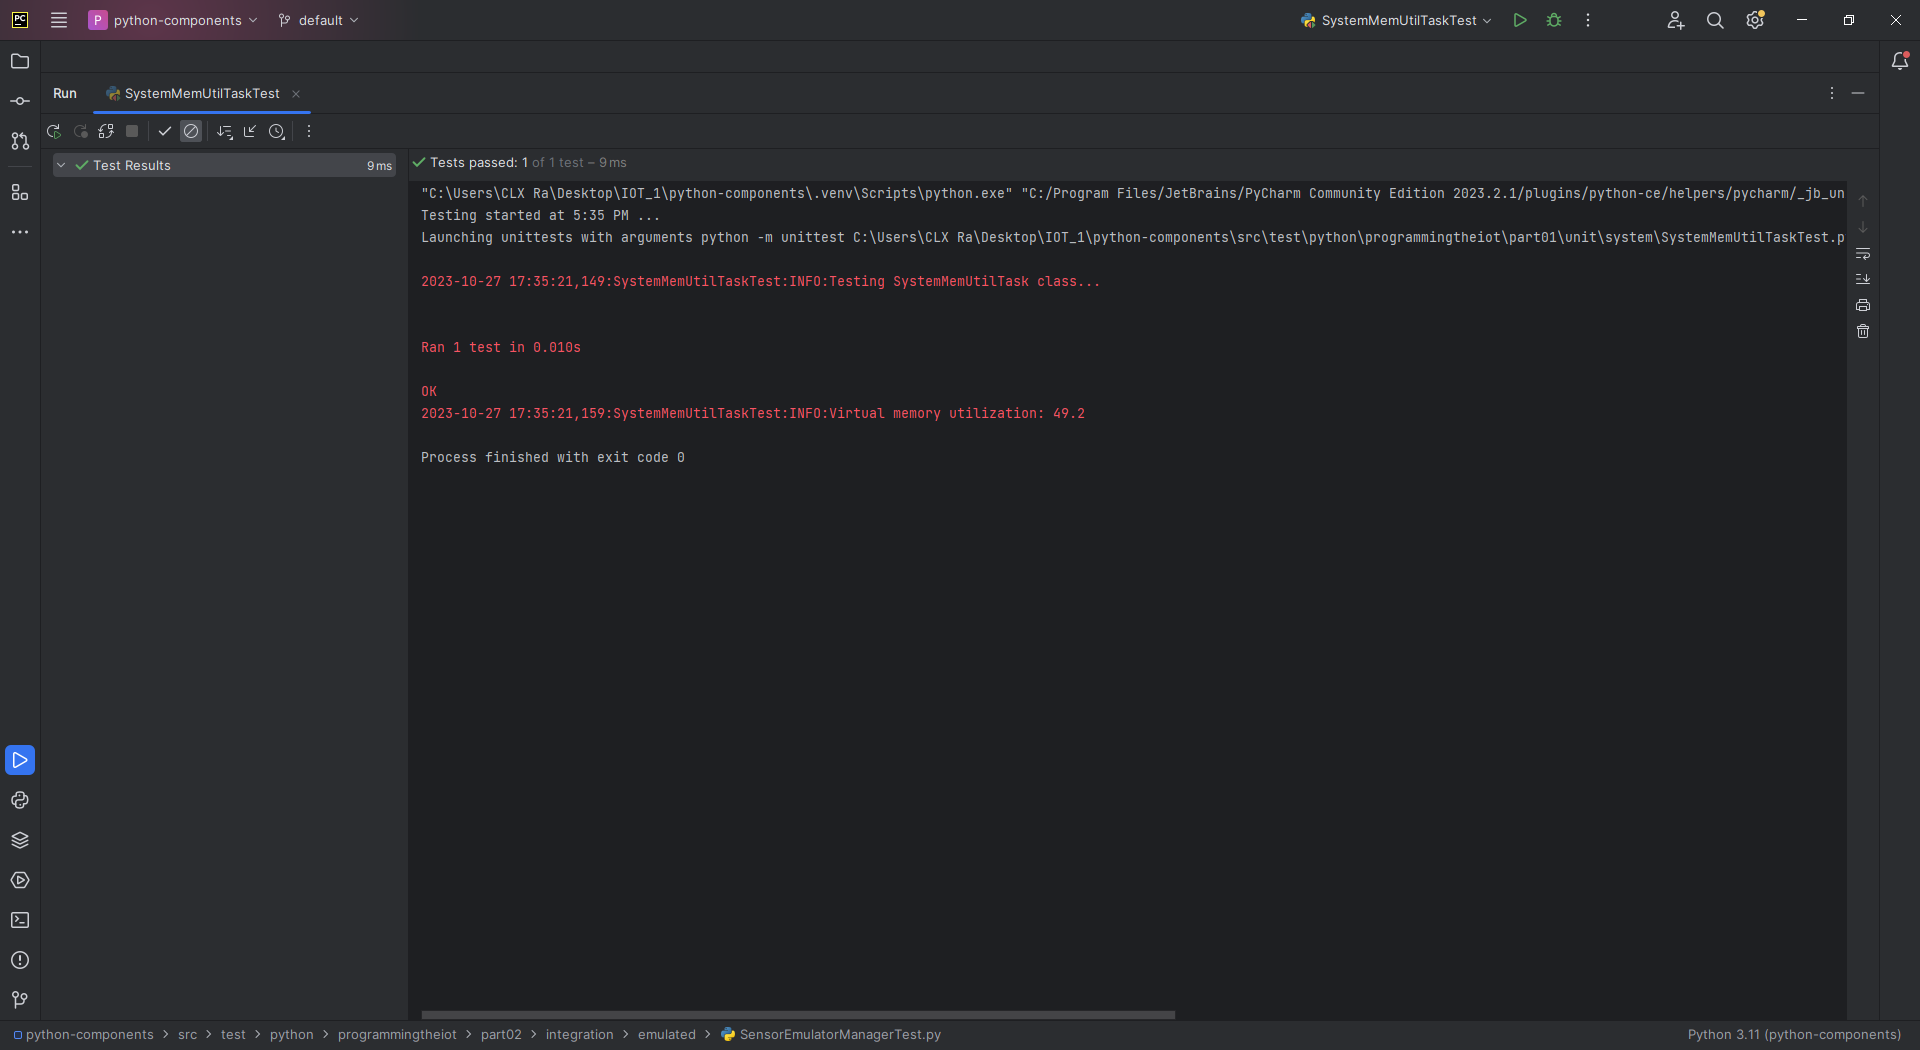 PC P python-components default SystemMemUtilTaskTest
Run SystemMemUtilTaskTest
Test Results 9 ms
Tests passed: 1 of 1 test – 9 ms
"C:\Users\CLX Ra\Desktop\IOT_1\python-components\.venv\Scripts\python.exe" "C:/Program Files/JetBrains/PyCharm Community Edition 2023.2.1/plugins/python-ce/helpers/pycharm/_jb_un
Testing started at 5:35 PM ...
Launching unittests with arguments python -m unittest C:\Users\CLX Ra\Desktop\IOT_1\python-components\src\test\python\programmingtheiot\part01\unit\system\SystemMemUtilTaskTest.p
2023-10-27 17:35:21,149:SystemMemUtilTaskTest:INFO:Testing SystemMemUtilTask class...
Ran 1 test in 0.010s
OK
2023-10-27 17:35:21,159:SystemMemUtilTaskTest:INFO:Virtual memory utilization: 49.2
Process finished with exit code 0
python-components > src > test > python > programmingtheiot > part02 > integration > emulated > SensorEmulatorManagerTest.py Python 3.11 (python-components)